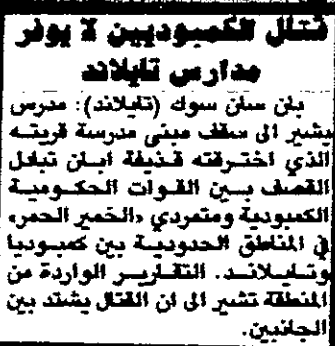 قتال الكمبوديين لا يوفر
مدارس تايلاند
بان سان سوك (تايلاند): مدرس
يشير الى سقف مبنى مدرسة قريته
الذي اخترقته قذيفة ابان تبادل
القصف بين القوات الحكومية
الكمبودية ومتمردي «الخمير الحمر»
في المناطق الحدودية بين كمبوديا
وتايلاند. التقارير الواردة من
المنطقة تشير الى ان القتال يشتد بين
الجانبين.